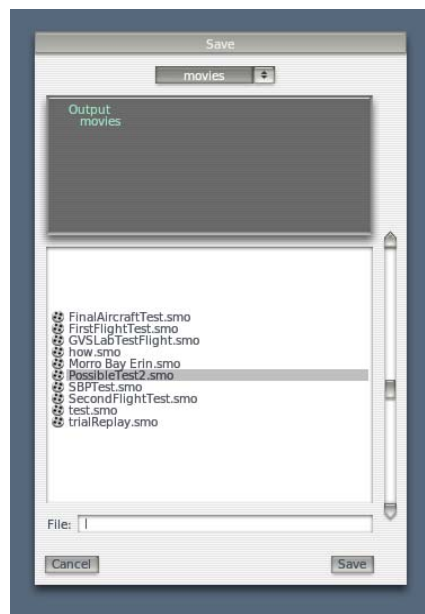 Save
movies
Output
movies
FinalAircraftTest.smo
FirstFlightTest.smo
GVSLabTestFlight.smo
how.smo
Morro Bay Erin.smo
PossibleTest2.smo
SBPTest.smo
SecondFlightTest.smo
test.smo
trialReplay.smo
File:
Cancel Save